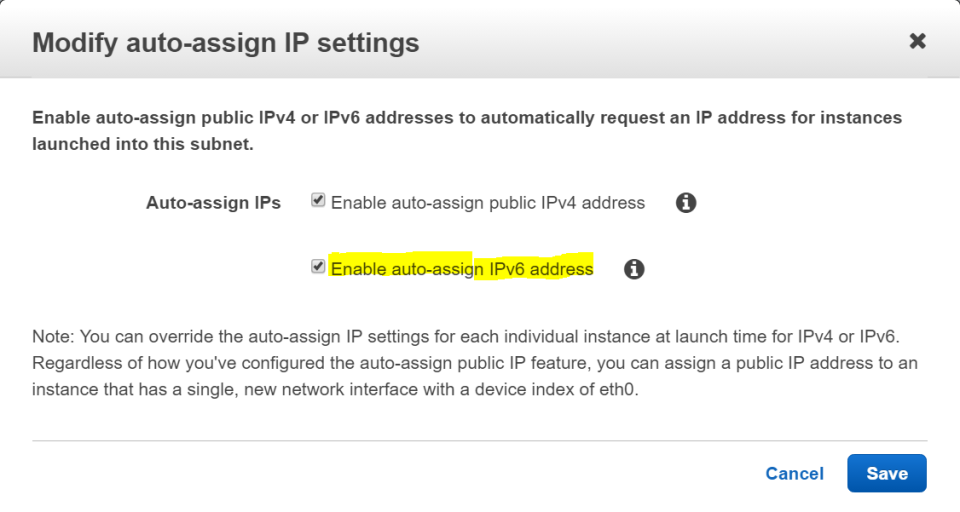 Modify auto-assign IP settings
Enable auto-assign public IPv4 or IPv6 addresses to automatically request an IP address for instances
launched into this subnet.
Auto-assign IPs Enable auto-assign public IPv4 address
Enable auto-assign IPv6 address
Note: You can override the auto-assign IP settings for each individual instance at launch time for IPv4 or IPv6.
Regardless of how you've configured the auto-assign public IP feature, you can assign a public IP address to an
instance that has a single, new network interface with a device index of eth0.
Cancel Save